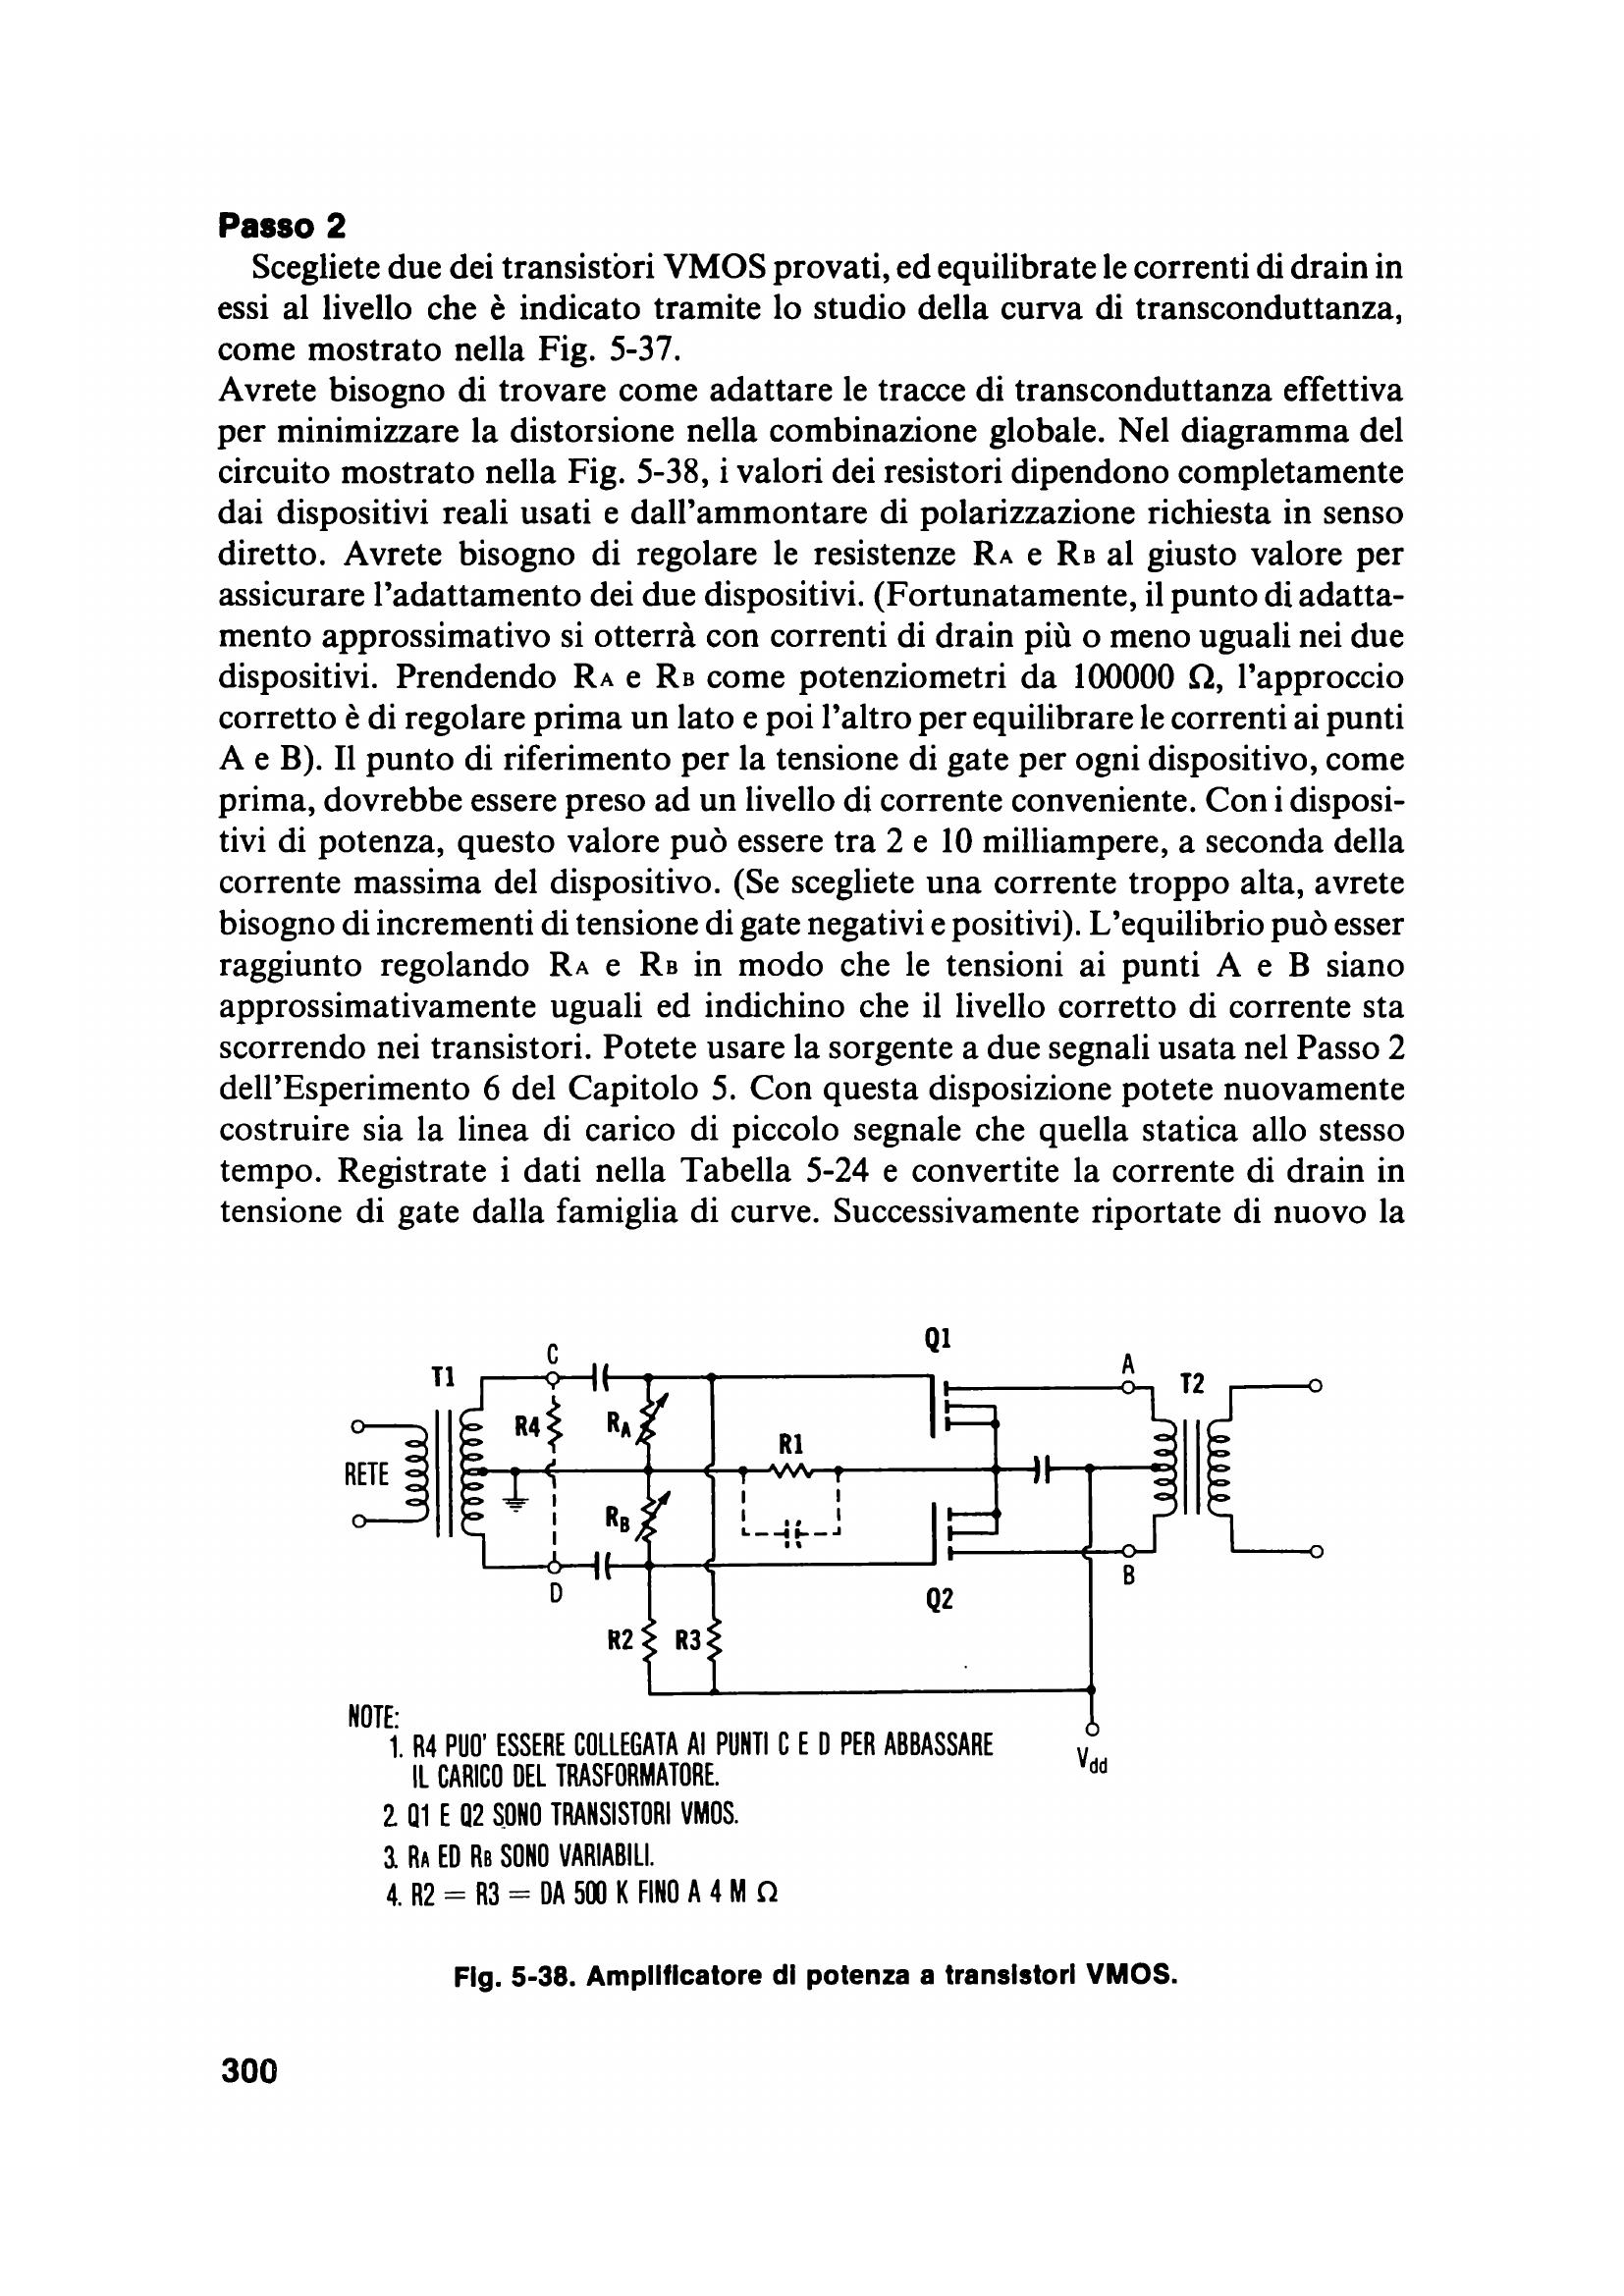 Passo 2
Scegliete due dei transistori VMOS provati, ed equilibrate le correnti di drain in
essi al livello che è indicato tramite lo studio della curva di transconduttanza,
come mostrato nella Fig. 5-37.
Avrete bisogno di trovare come adattare le tracce di transconduttanza effettiva
per minimizzare la distorsione nella combinazione globale. Nel diagramma del
circuito mostrato nella Fig. 5-38, i valori dei resistori dipendono completamente
dai dispositivi reali usati e dall'ammontare di polarizzazione richiesta in senso
diretto. Avrete bisogno di regolare le resistenze RA e RB al giusto valore per
assicurare l'adattamento dei due dispositivi. (Fortunatamente, il punto di adatta-
mento approssimativo si otterrà con correnti di drain più o meno uguali nei due
dispositivi. Prendendo RA e RB come potenziometri da 100000 Ω, l'approccio
corretto è di regolare prima un lato e poi l'altro per equilibrare le correnti ai punti
A e B). Il punto di riferimento per la tensione di gate per ogni dispositivo, come
prima, dovrebbe essere preso ad un livello di corrente conveniente. Con i disposi-
tivi di potenza, questo valore può essere tra 2 e 10 milliampere, a seconda della
corrente massima del dispositivo. (Se scegliete una corrente troppo alta, avrete
bisogno di incrementi di tensione di gate negativi e positivi). L'equilibrio può esser
raggiunto regolando RA e RB in modo che le tensioni ai punti A e B siano
approssimativamente uguali ed indichino che il livello corretto di corrente sta
scorrendo nei transistori. Potete usare la sorgente a due segnali usata nel Passo 2
dell'Esperimento 6 del Capitolo 5. Con questa disposizione potete nuovamente
costruire sia la linea di carico di piccolo segnale che quella statica allo stesso
tempo. Registrate i dati nella Tabella 5-24 e convertite la corrente di drain in
tensione di gate dalla famiglia di curve. Successivamente riportate di nuovo la
Q1
C
A
T1
T2
R4
RA
R1
RETE
RB
D
B
Q2
R2
R3
Vdd
NOTE:
1. R4 PUO' ESSERE COLLEGATA AI PUNTI C E D PER ABBASSARE
IL CARICO DEL TRASFORMATORE.
2. Q1 E Q2 SONO TRANSISTORI VMOS.
3. RA ED RB SONO VARIABILI.
4. R2 = R3 = DA 500 K FINO A 4 M Ω
Fig. 5-38. Amplificatore di potenza a transistori VMOS.
300